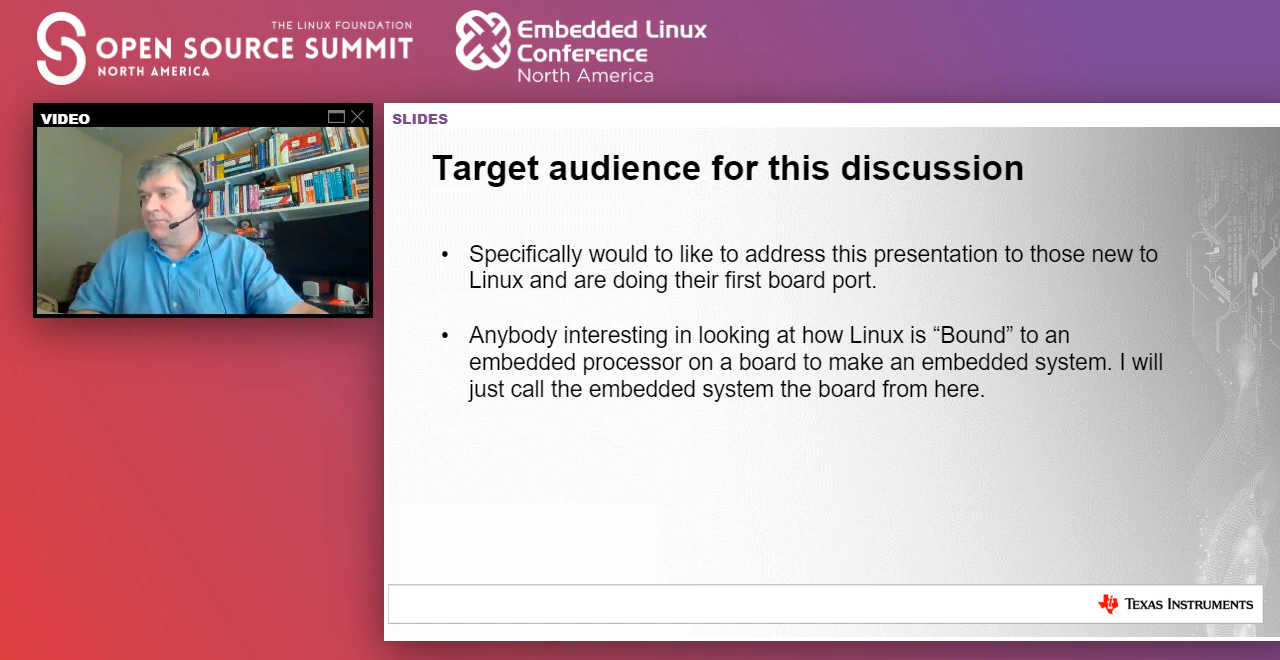 THE LINUX FOUNDATION
OPEN SOURCE SUMMIT
NORTH AMERICA
Embedded Linux
Conference
North America
VIDEO
SLIDES
Target audience for this discussion
• Specifically would to like to address this presentation to those new to
Linux and are doing their first board port.
• Anybody interesting in looking at how Linux is “Bound” to an
embedded processor on a board to make an embedded system. I will
just call the embedded system the board from here.
TEXAS INSTRUMENTS